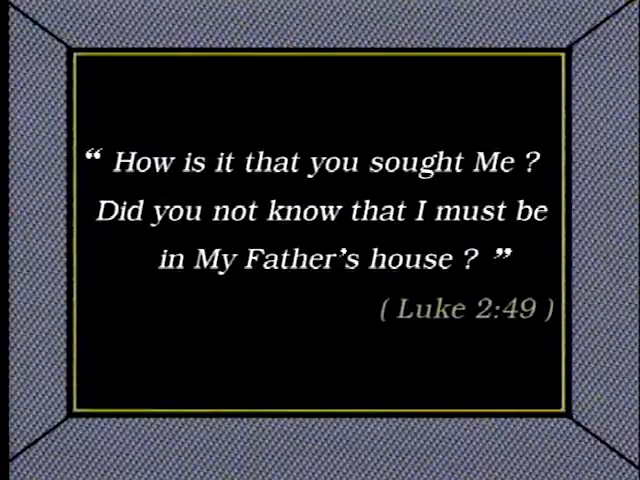 “ How is it that you sought Me ?
Did you not know that I must be
in My Father’s house ? ”
( Luke 2:49 )